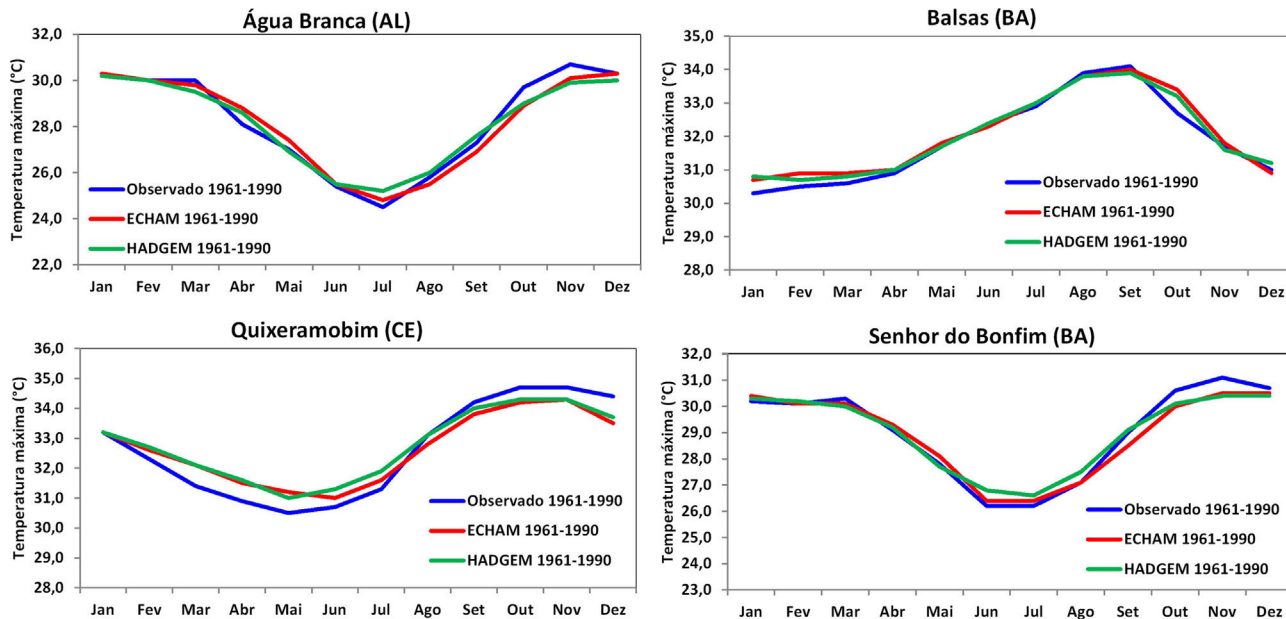 Água Branca (AL)
Temperatura máxima (°C)
32,0
30,0
28,0
26,0
24,0
22,0
Observado 1961-1990
ECHAM 1961-1990
HADGEM 1961-1990
Jan Fev Mar Abr Mai Jun Jul Ago Set Out Nov Dez
Balsas (BA)
Temperatura máxima (°C)
35,0
34,0
33,0
32,0
31,0
30,0
29,0
28,0
Observado 1961-1990
ECHAM 1961-1990
HADGEM 1961-1990
Jan Fev Mar Abr Mai Jun Jul Ago Set Out Nov Dez
Quixeramobim (CE)
Temperatura máxima (°C)
36,0
35,0
34,0
33,0
32,0
31,0
30,0
29,0
28,0
Observado 1961-1990
ECHAM 1961-1990
HADGEM 1961-1990
Jan Fev Mar Abr Mai Jun Jul Ago Set Out Nov Dez
Senhor do Bonfim (BA)
Temperatura máxima (°C)
32,0
31,0
30,0
29,0
28,0
27,0
26,0
25,0
24,0
23,0
Observado 1961-1990
ECHAM 1961-1990
HADGEM 1961-1990
Jan Fev Mar Abr Mai Jun Jul Ago Set Out Nov Dez